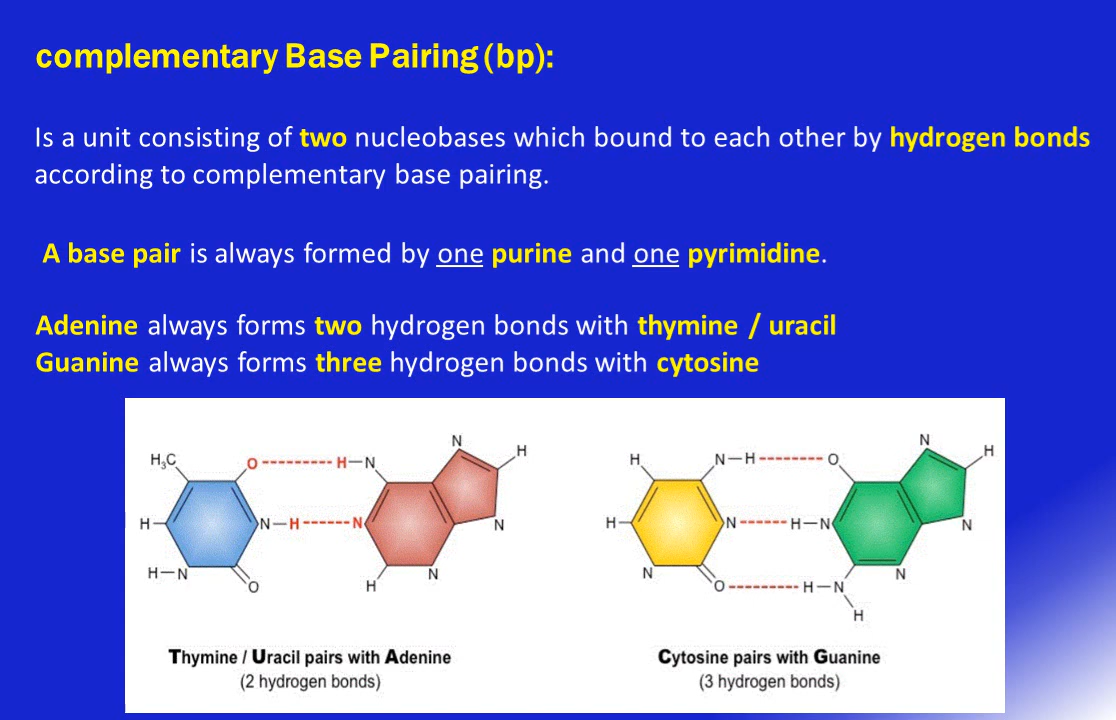 complementary Base Pairing (bp):
Is a unit consisting of two nucleobases which bound to each other by hydrogen bonds
according to complementary base pairing.
A base pair is always formed by one purine and one pyrimidine.
Adenine always forms two hydrogen bonds with thymine / uracil
Guanine always forms three hydrogen bonds with cytosine
H₃C O H–N N H
H N–H N N
H–N O H N
H N–H O N H
H N H–N N
N O H–N N
H
Thymine / Uracil pairs with Adenine
(2 hydrogen bonds)
Cytosine pairs with Guanine
(3 hydrogen bonds)